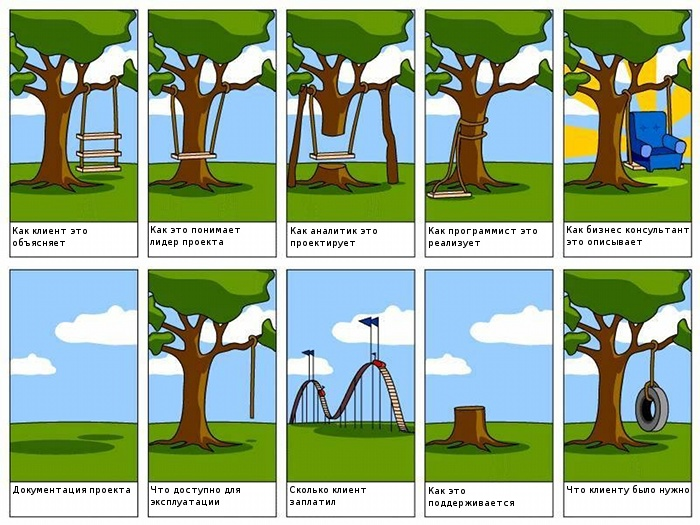 Как клиент это
объясняет
Как это понимает
лидер проекта
Как аналитик это
проектирует
Как программист это
реализует
Как бизнес консультант
это описывает
Документация проекта
Что доступно для
эксплуатации
Сколько клиент
заплатил
Как это
поддерживается
Что клиенту было нужно